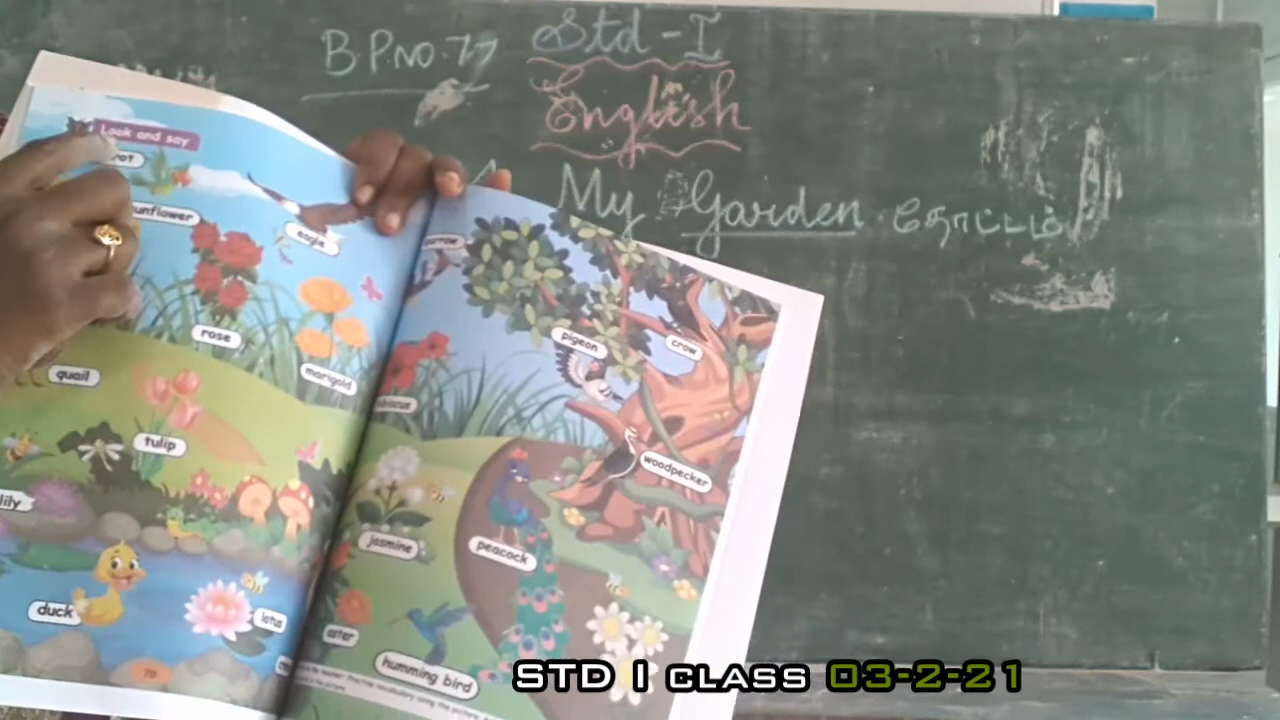 B.P.NO. 77
Std - I
English
My Garden தோட்டம்
Look and say
eagle
rose
marigold
quail
tulip
lily
duck
lotus
pigeon
crow
woodpecker
jasmine
peacock
aster
humming bird
STD I CLASS 03-2-21